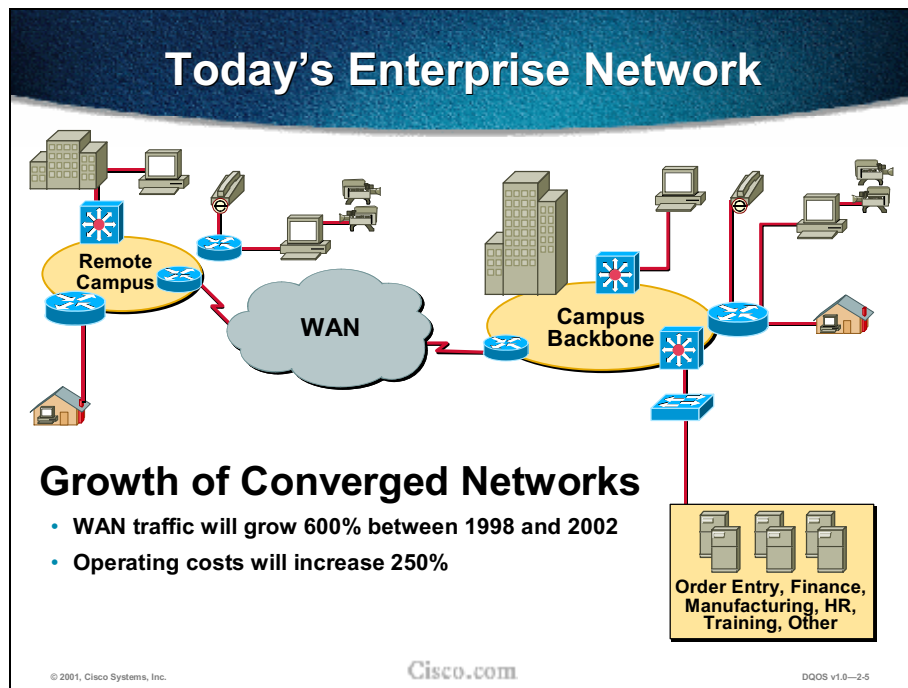 Today's Enterprise Network
Remote
Campus
WAN
Campus
Backbone
Growth of Converged Networks
• WAN traffic will grow 600% between 1998 and 2002
• Operating costs will increase 250%
Order Entry, Finance,
Manufacturing, HR,
Training, Other
© 2001, Cisco Systems, Inc.
Cisco.com
DQOS v1.0—2-5